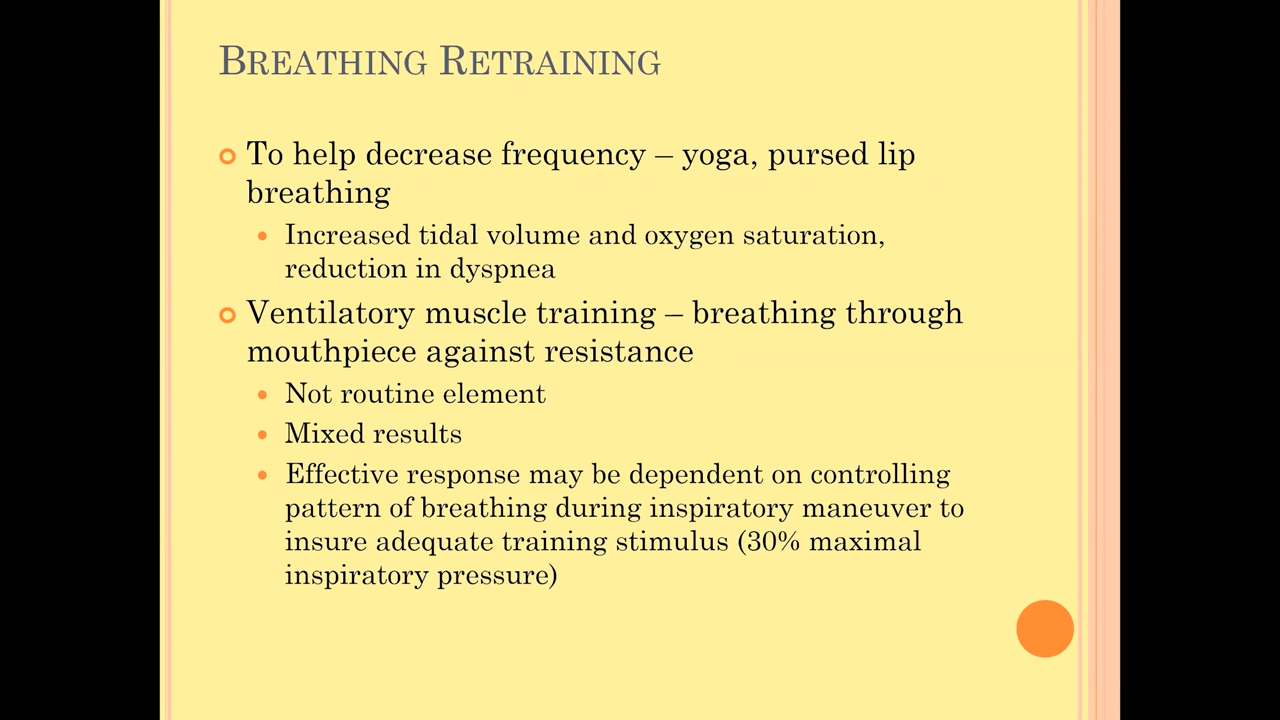 Breathing Retraining
To help decrease frequency – yoga, pursed lip
breathing
Increased tidal volume and oxygen saturation,
reduction in dyspnea
Ventilatory muscle training – breathing through
mouthpiece against resistance
Not routine element
Mixed results
Effective response may be dependent on controlling
pattern of breathing during inspiratory maneuver to
insure adequate training stimulus (30% maximal
inspiratory pressure)